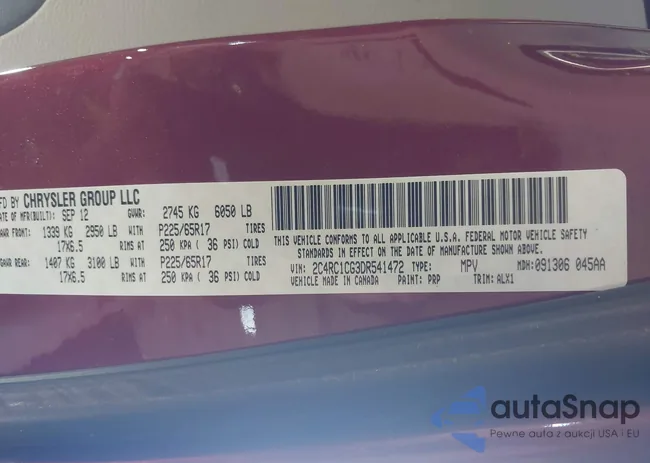 FD BY CHRYSLER GROUP LLC
DATE OF MFR(BUILT): SEP 12 GVWR: 2745 KG 6050 LB
GAWR FRONT: 1339 KG 2950 LB WITH P225/65R17 TIRES
17X6.5 RIMS AT 250 KPA ( 36 PSI) COLD
GAWR REAR: 1407 KG 3100 LB WITH P225/65R17 TIRES
17X6.5 RIMS AT 250 KPA ( 36 PSI) COLD
THIS VEHICLE CONFORMS TO ALL APPLICABLE U.S.A. FEDERAL MOTOR VEHICLE SAFETY
STANDARDS IN EFFECT ON THE DATE OF MANUFACTURE SHOWN ABOVE.
VIN: 2C4RC1CG3DR541472 TYPE: MPV MDH: 091306 045AA
VEHICLE MADE IN CANADA PAINT: PRP TRIM: ALX1
autaSnap
Pewne auta z aukcji USA i EU